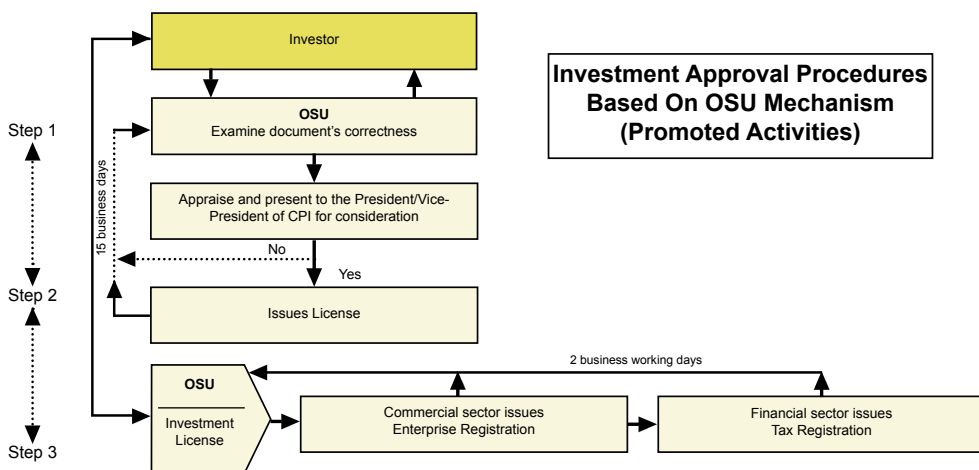 Investor
Investment Approval Procedures
Based On OSU Mechanism
(Promoted Activities)
Step 1
OSU
Examine document's correctness
15 business days
Appraise and present to the President/Vice-
President of CPI for consideration
No
Yes
Step 2
Issues License
2 business working days
OSU
Investment
License
Commercial sector issues
Enterprise Registration
Financial sector issues
Tax Registration
Step 3